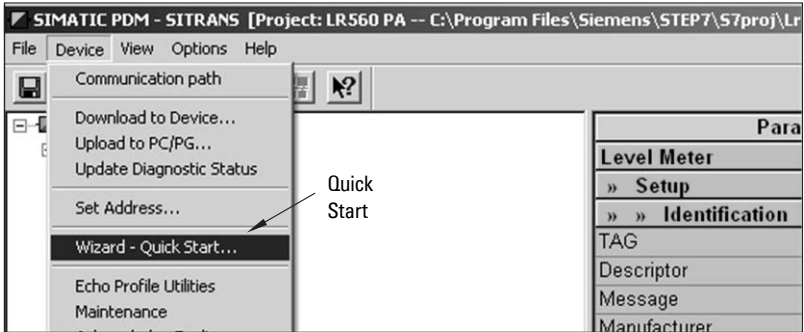 SIMATIC PDM - SITRANS [Project: LR560 PA -- C:\Program Files\Siemens\STEP7\S7proj\Lr
File Device View Options Help
Communication path
Download to Device...
Upload to PC/PG...
Update Diagnostic Status
Set Address...
Wizard - Quick Start...
Echo Profile Utilities
Maintenance
Quick
Start
Para
Level Meter
» Setup
» » Identification
TAG
Descriptor
Message
Manufacturer